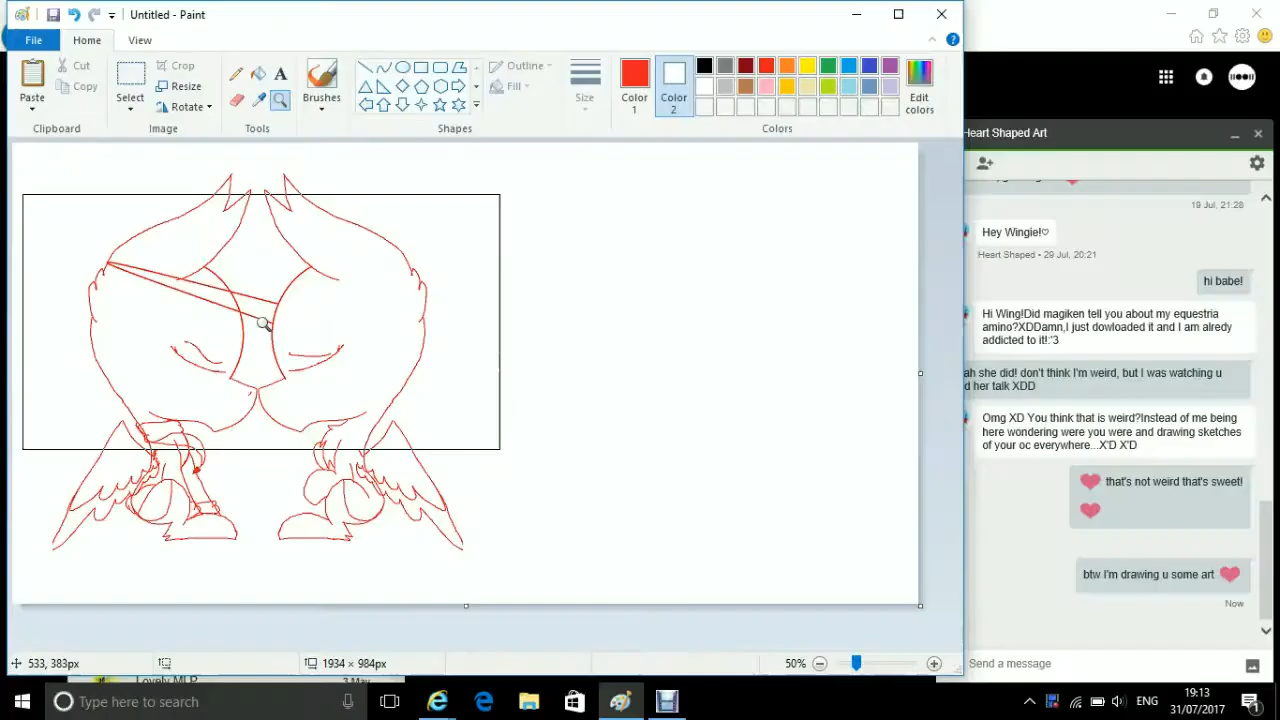 Untitled - Paint
File
Home
View
Paste
Cut
Copy
Clipboard
Select
Crop
Resize
Rotate
Image
Tools
Brushes
Shapes
Outline
Fill
Size
Color
1
Color
2
Colors
Edit
colors
Heart Shaped Art
19 Jul, 21:28
Hey Wingie!♡
Heart Shaped • 29 Jul, 20:21
hi babe!
Hi Wing!Did magiken tell you about my equestria
amino?XDDamn,I just dowloaded it and I am alredy
addicted to it!:'3
ah she did! don't think I'm weird, but I was watching u
d her talk XDD
Omg XD You think that is weird?Instead of me being
here wondering were you were and drawing sketches
of your oc everywhere...X'D X'D
that's not weird that's sweet!
btw I'm drawing u some art
Now
Send a message
533, 383px
1934 × 984px
50%
Lovely MLP
3 May
Type here to search
ENG
19:13
31/07/2017